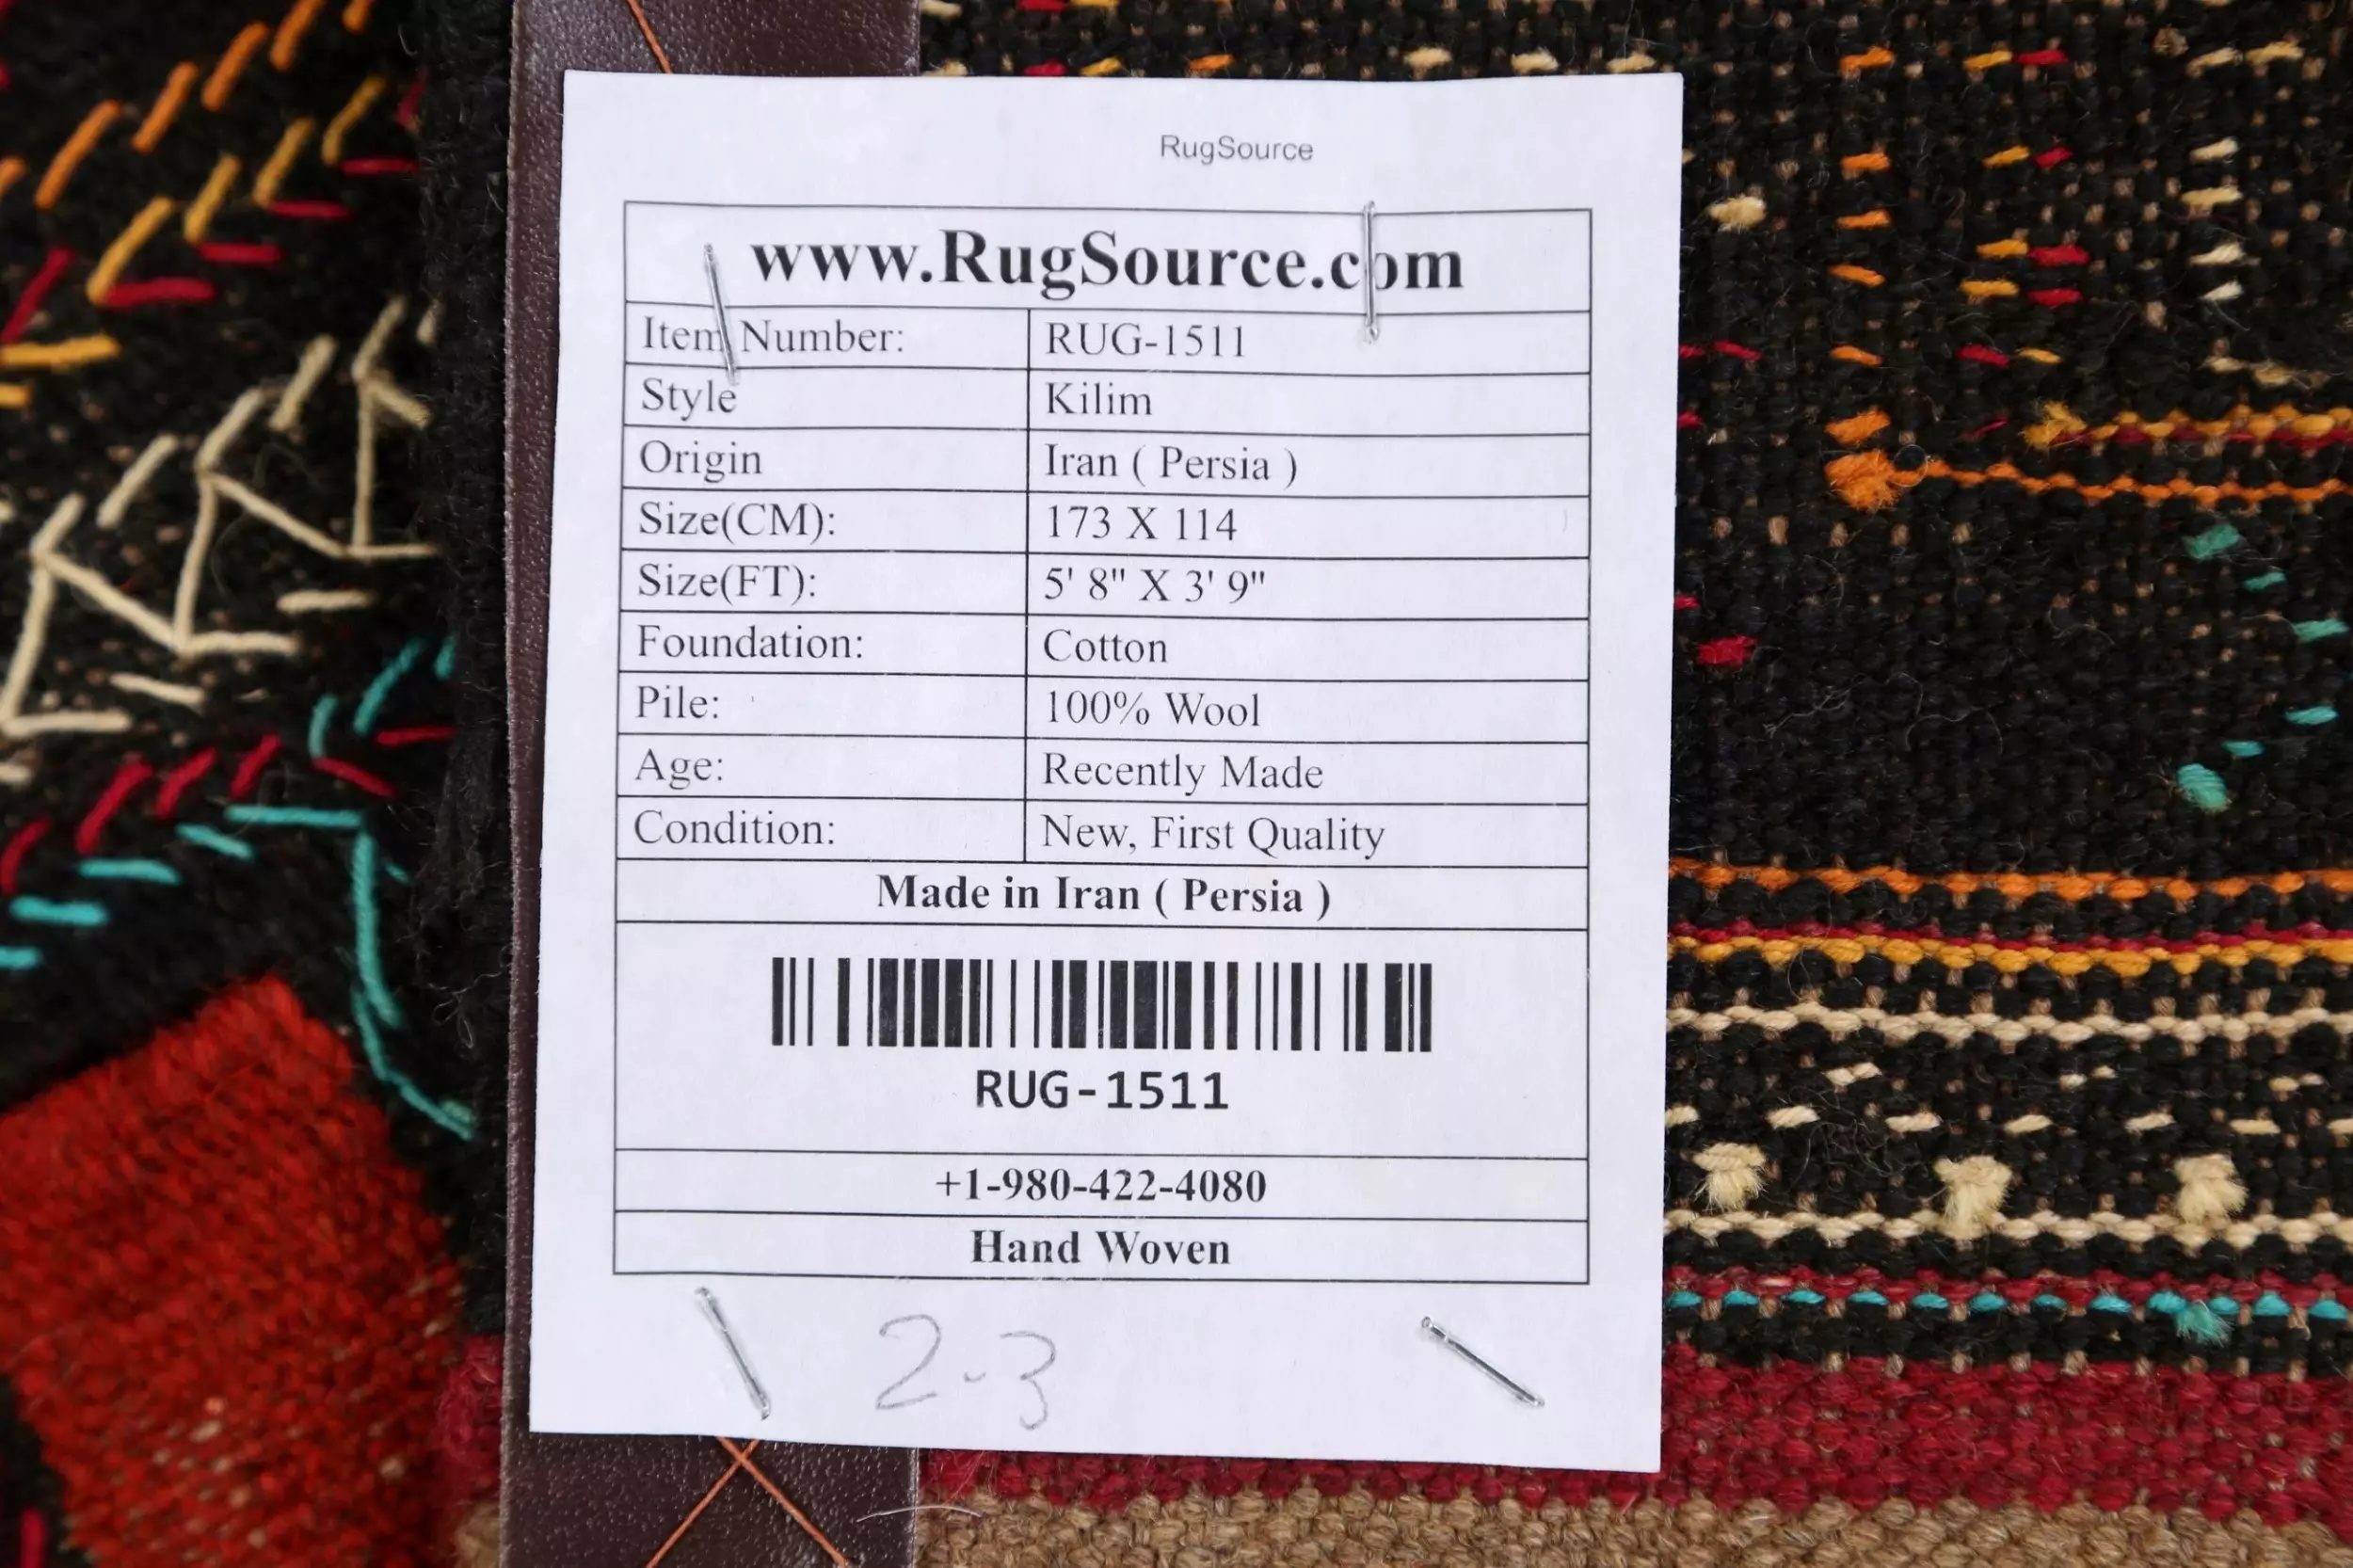 RugSource
www.RugSource.com
Item Number: RUG-1511
Style Kilim
Origin Iran ( Persia )
Size(CM): 173 X 114
Size(FT): 5' 8" X 3' 9"
Foundation: Cotton
Pile: 100% Wool
Age: Recently Made
Condition: New, First Quality
Made in Iran ( Persia )
RUG-1511
+1-980-422-4080
Hand Woven
2-3